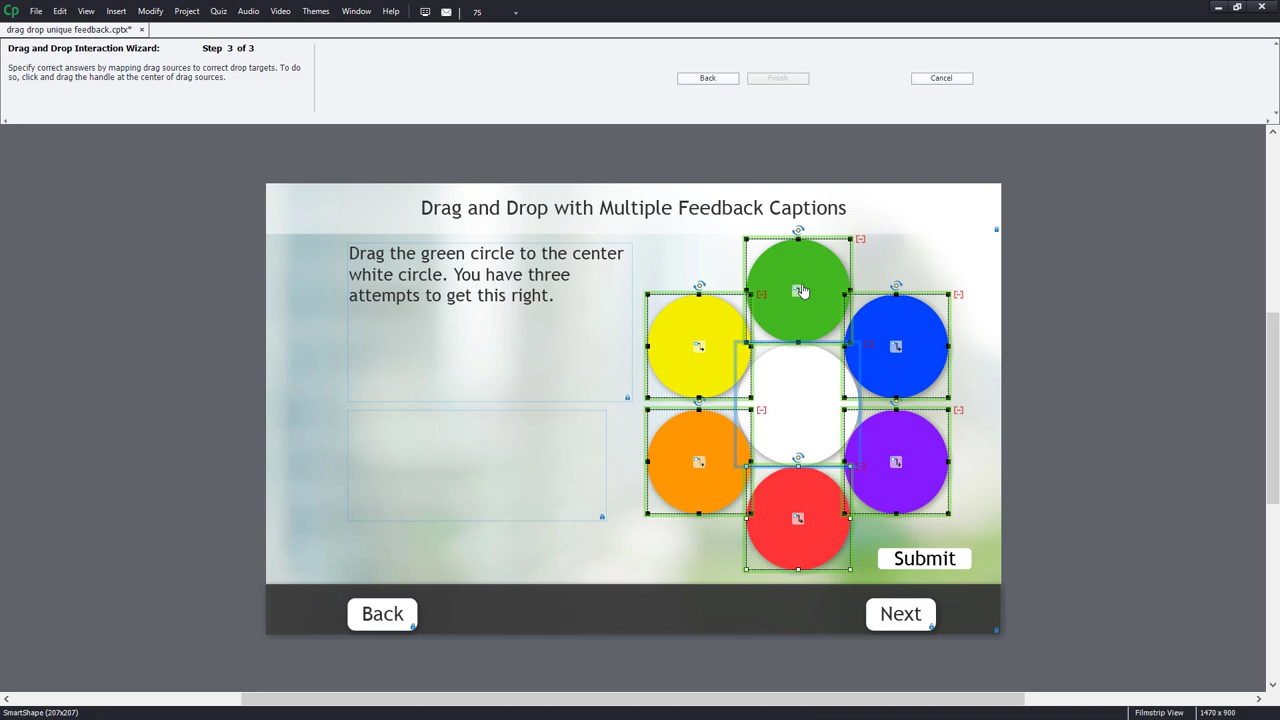 Cp File Edit View Insert Modify Project Quiz Audio Video Themes Window Help 75
drag drop unique feedback.cptx* ×
Drag and Drop Interaction Wizard: Step 3 of 3
Specify correct answers by mapping drag sources to correct drop targets. To do
so, click and drag the handle at the center of drag sources.
Back Finish Cancel
Drag and Drop with Multiple Feedback Captions
Drag the green circle to the center
white circle. You have three
attempts to get this right.
Submit
Back Next
SmartShape (207x207) Filmstrip View 1470 x 900